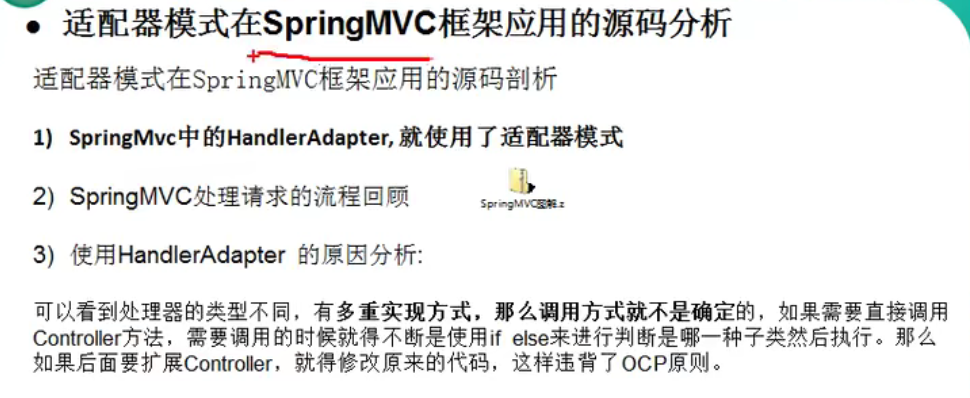 ● 适配器模式在SpringMVC框架应用的源码分析
适配器模式在SpringMVC框架应用的源码剖析
1) SpringMvc中的HandlerAdapter, 就使用了适配器模式
2) SpringMVC处理请求的流程回顾
SpringMVC图解.z
3) 使用HandlerAdapter 的原因分析:
可以看到处理器的类型不同，有多重实现方式，那么调用方式就不是确定的，如果需要直接调用
Controller方法，需要调用的时候就得不断是使用if else来进行判断是哪一种子类然后执行。那么
如果后面要扩展Controller，就得修改原来的代码，这样违背了OCP原则。